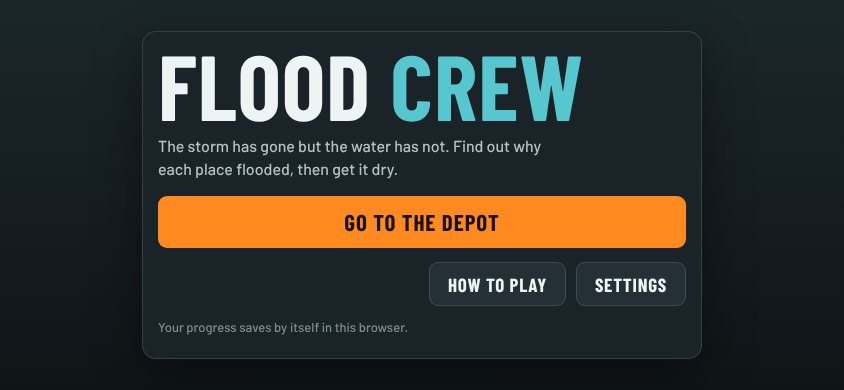 FLOOD CREW
The storm has gone but the water has not. Find out why
each place flooded, then get it dry.
GO TO THE DEPOT
HOW TO PLAY SETTINGS
Your progress saves by itself in this browser.